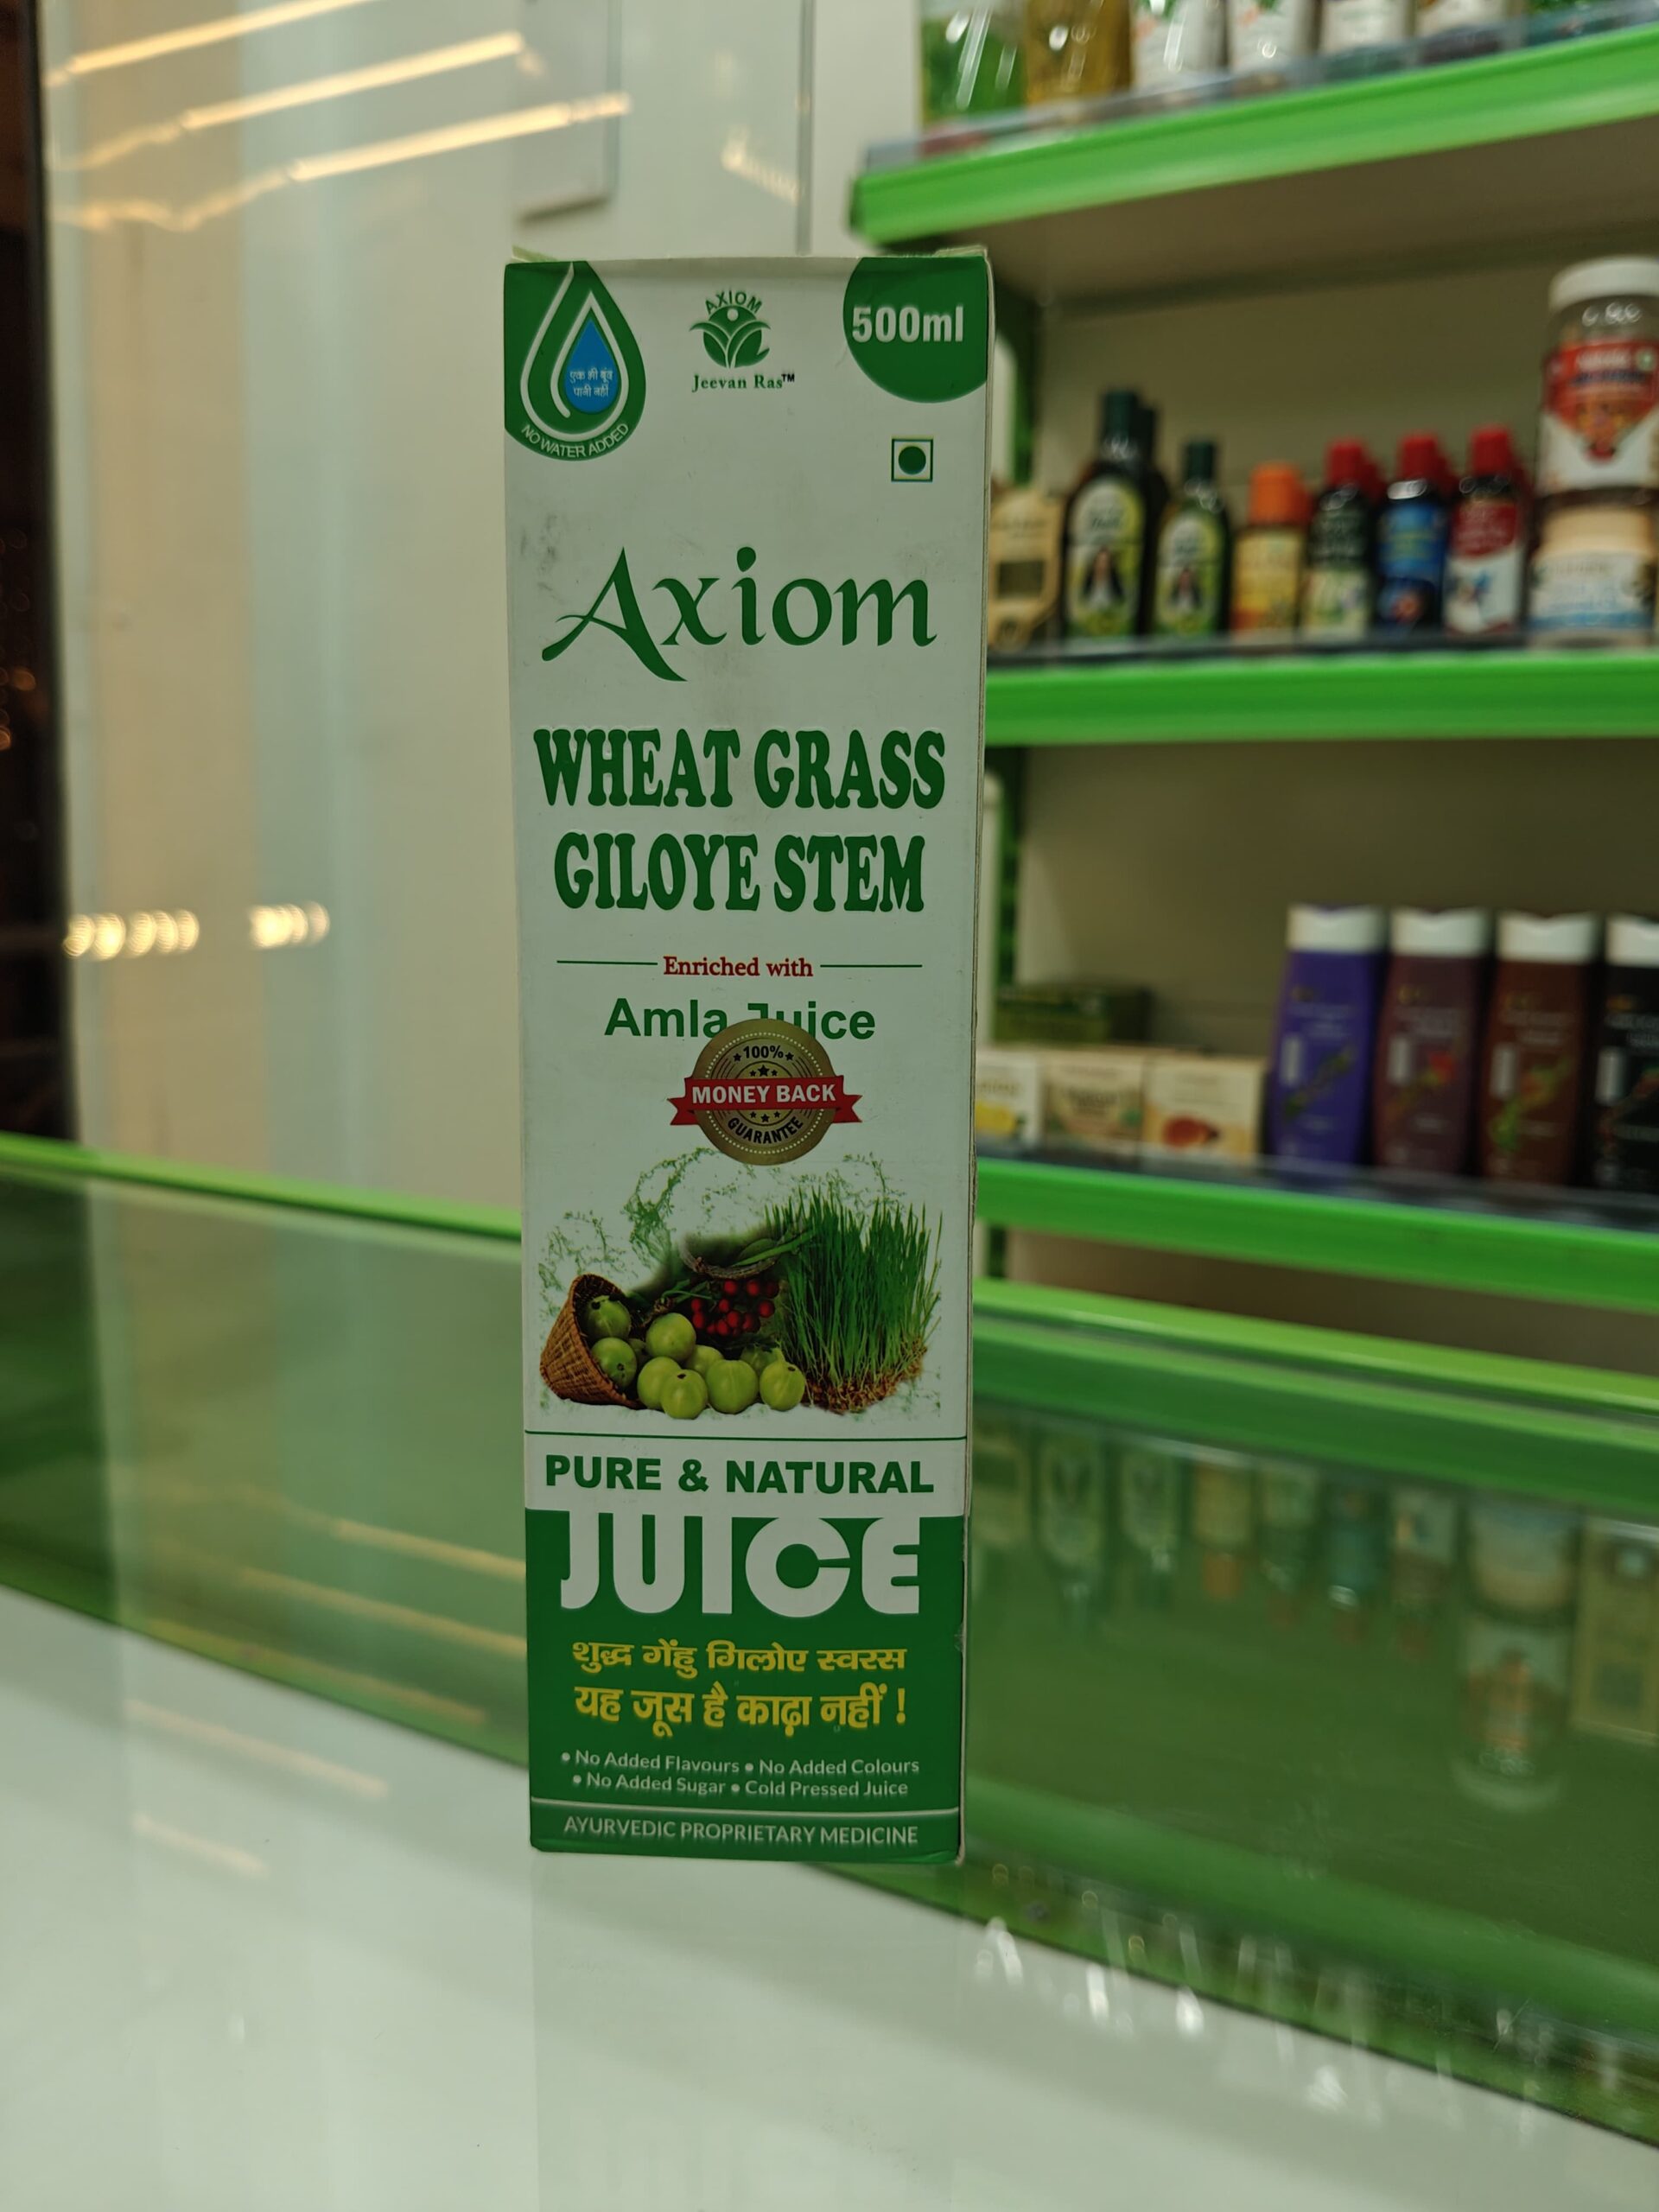 एक भी बूंद
पानी नहीं
NO WATER ADDED
AXIOM
Jeevan Ras™
500ml
Axiom
WHEAT GRASS
GILOYE STEM
Enriched with
Amla Juice
100%
MONEY BACK
GUARANTEE
PURE & NATURAL
JUICE
शुद्ध गेंहु गिलोए स्वरस
यह जूस है काढ़ा नहीं !
• No Added Flavours • No Added Colours
• No Added Sugar • Cold Pressed Juice
AYURVEDIC PROPRIETARY MEDICINE